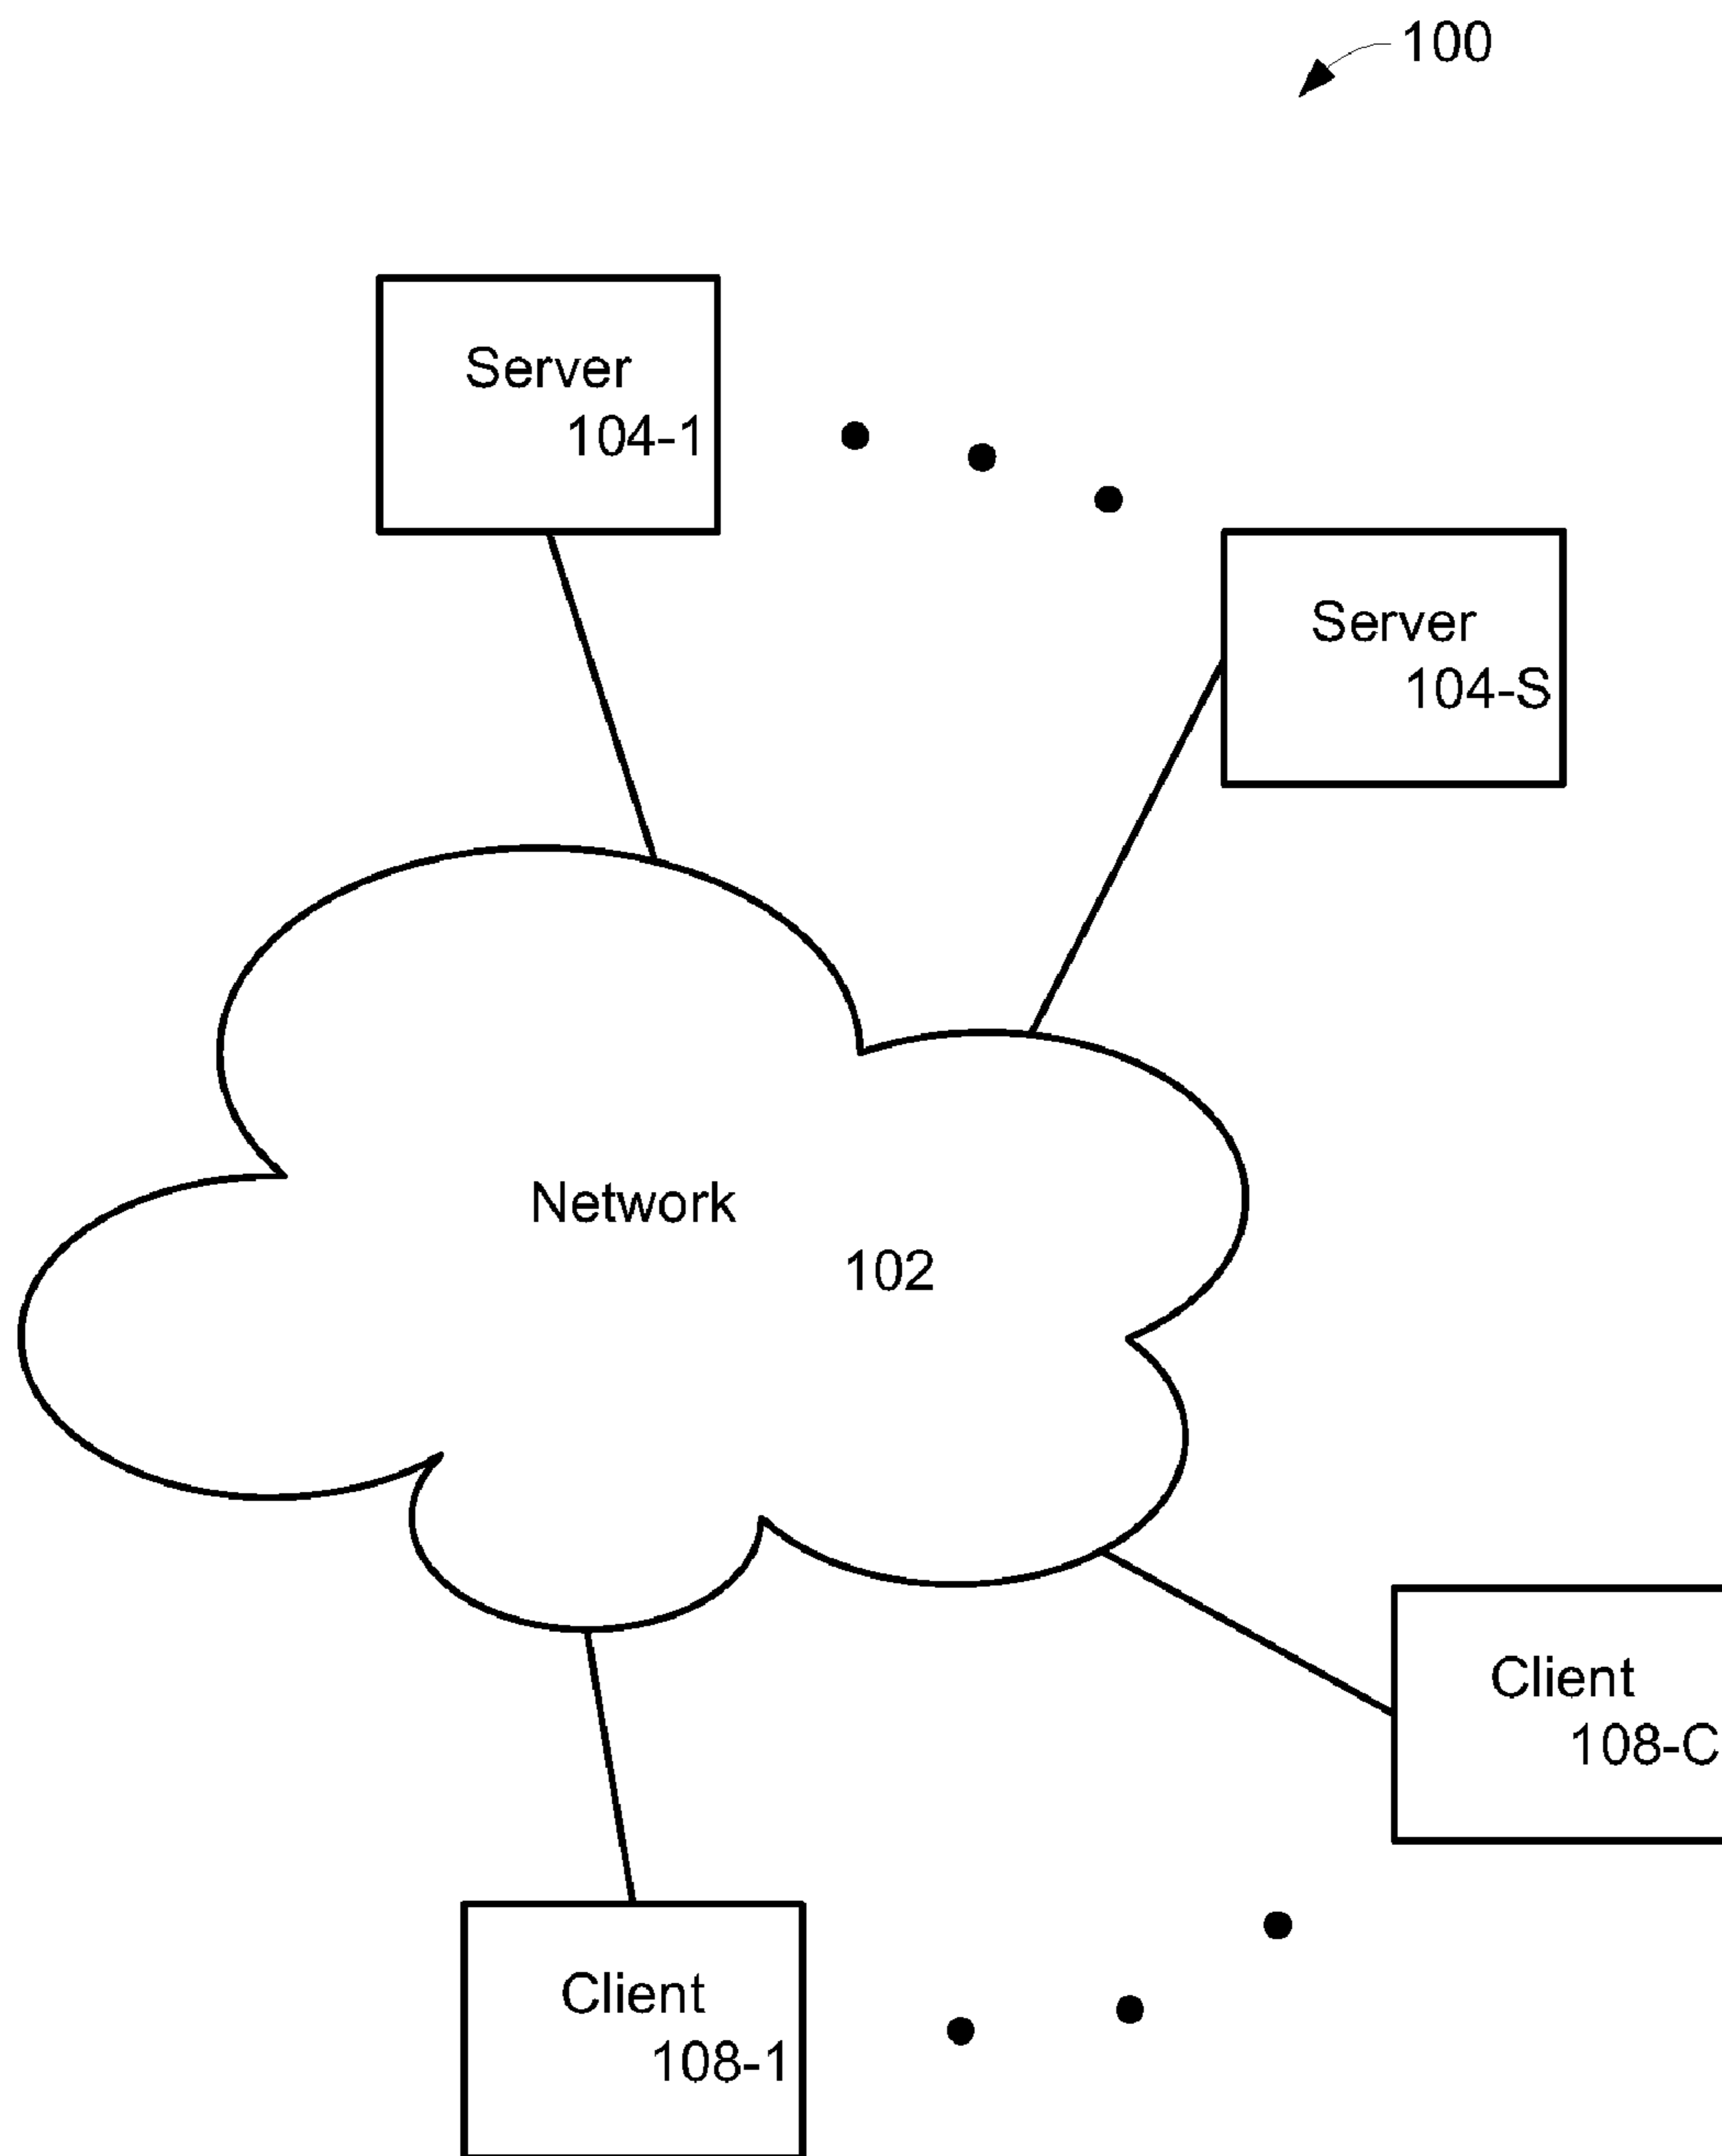 100
Server
104-1
Server
104-S
Network
102
Client
108-C
Client
108-1